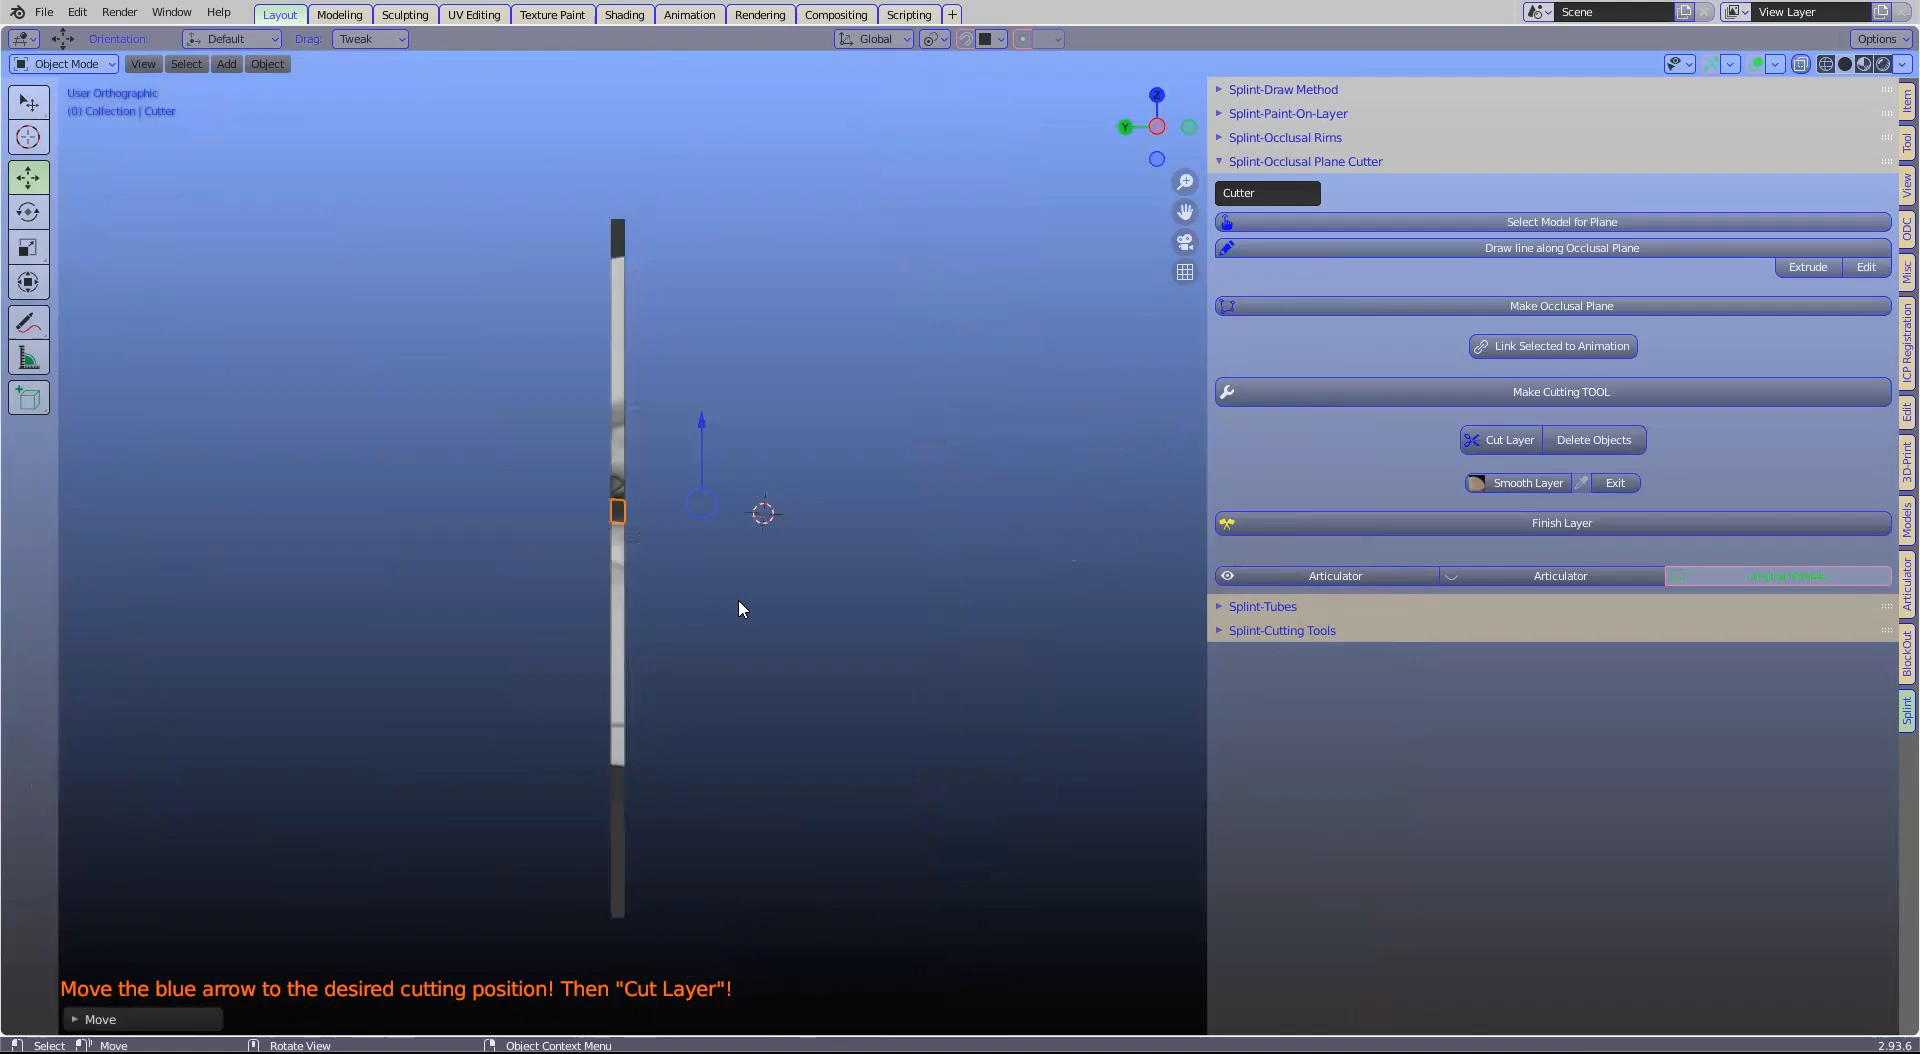 File Edit Render Window Help Layout Modeling Sculpting UV Editing Texture Paint Shading Animation Rendering Compositing Scripting + Scene View Layer
Orientation: Default Drag: Tweak Global Options
Object Mode View Select Add Object
User Orthographic
(0) Collection | Cutter
Z
Y
Splint-Draw Method
Splint-Paint-On-Layer
Splint-Occlusal Rims
Splint-Occlusal Plane Cutter
Cutter
Select Model for Plane
Draw line along Occlusal Plane
Extrude Edit
Make Occlusal Plane
Link Selected to Animation
Make Cutting TOOL
Cut Layer Delete Objects
Smooth Layer Exit
Finish Layer
Articulator Articulator
Splint-Tubes
Splint-Cutting Tools
Item
Tool
View
ODC
Misc
ICP Registration
Edit
3D-Print
Models
Articulator
BlockOut
Splint
Move the blue arrow to the desired cutting position! Then "Cut Layer"!
Move
Select Move Rotate View Object Context Menu 2.93.6